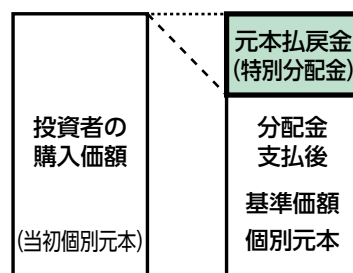 投資者の
購入価額
(当初個別元本)
元本払戻金
(特別分配金)
分配金
支払後
基準価額
個別元本